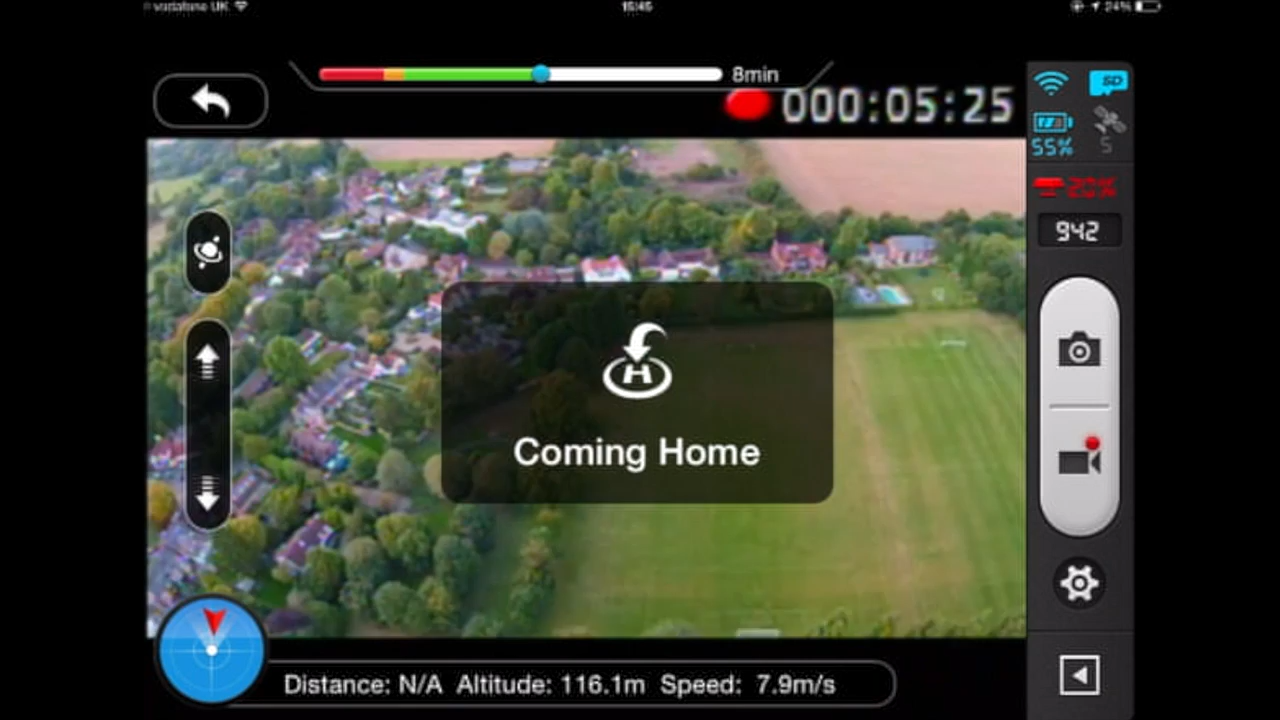 vodafone UK 15:45 24%
8min
000:05:25
SD
55% 5
20%
942
H
Coming Home
Distance: N/A Altitude: 116.1m Speed: 7.9m/s